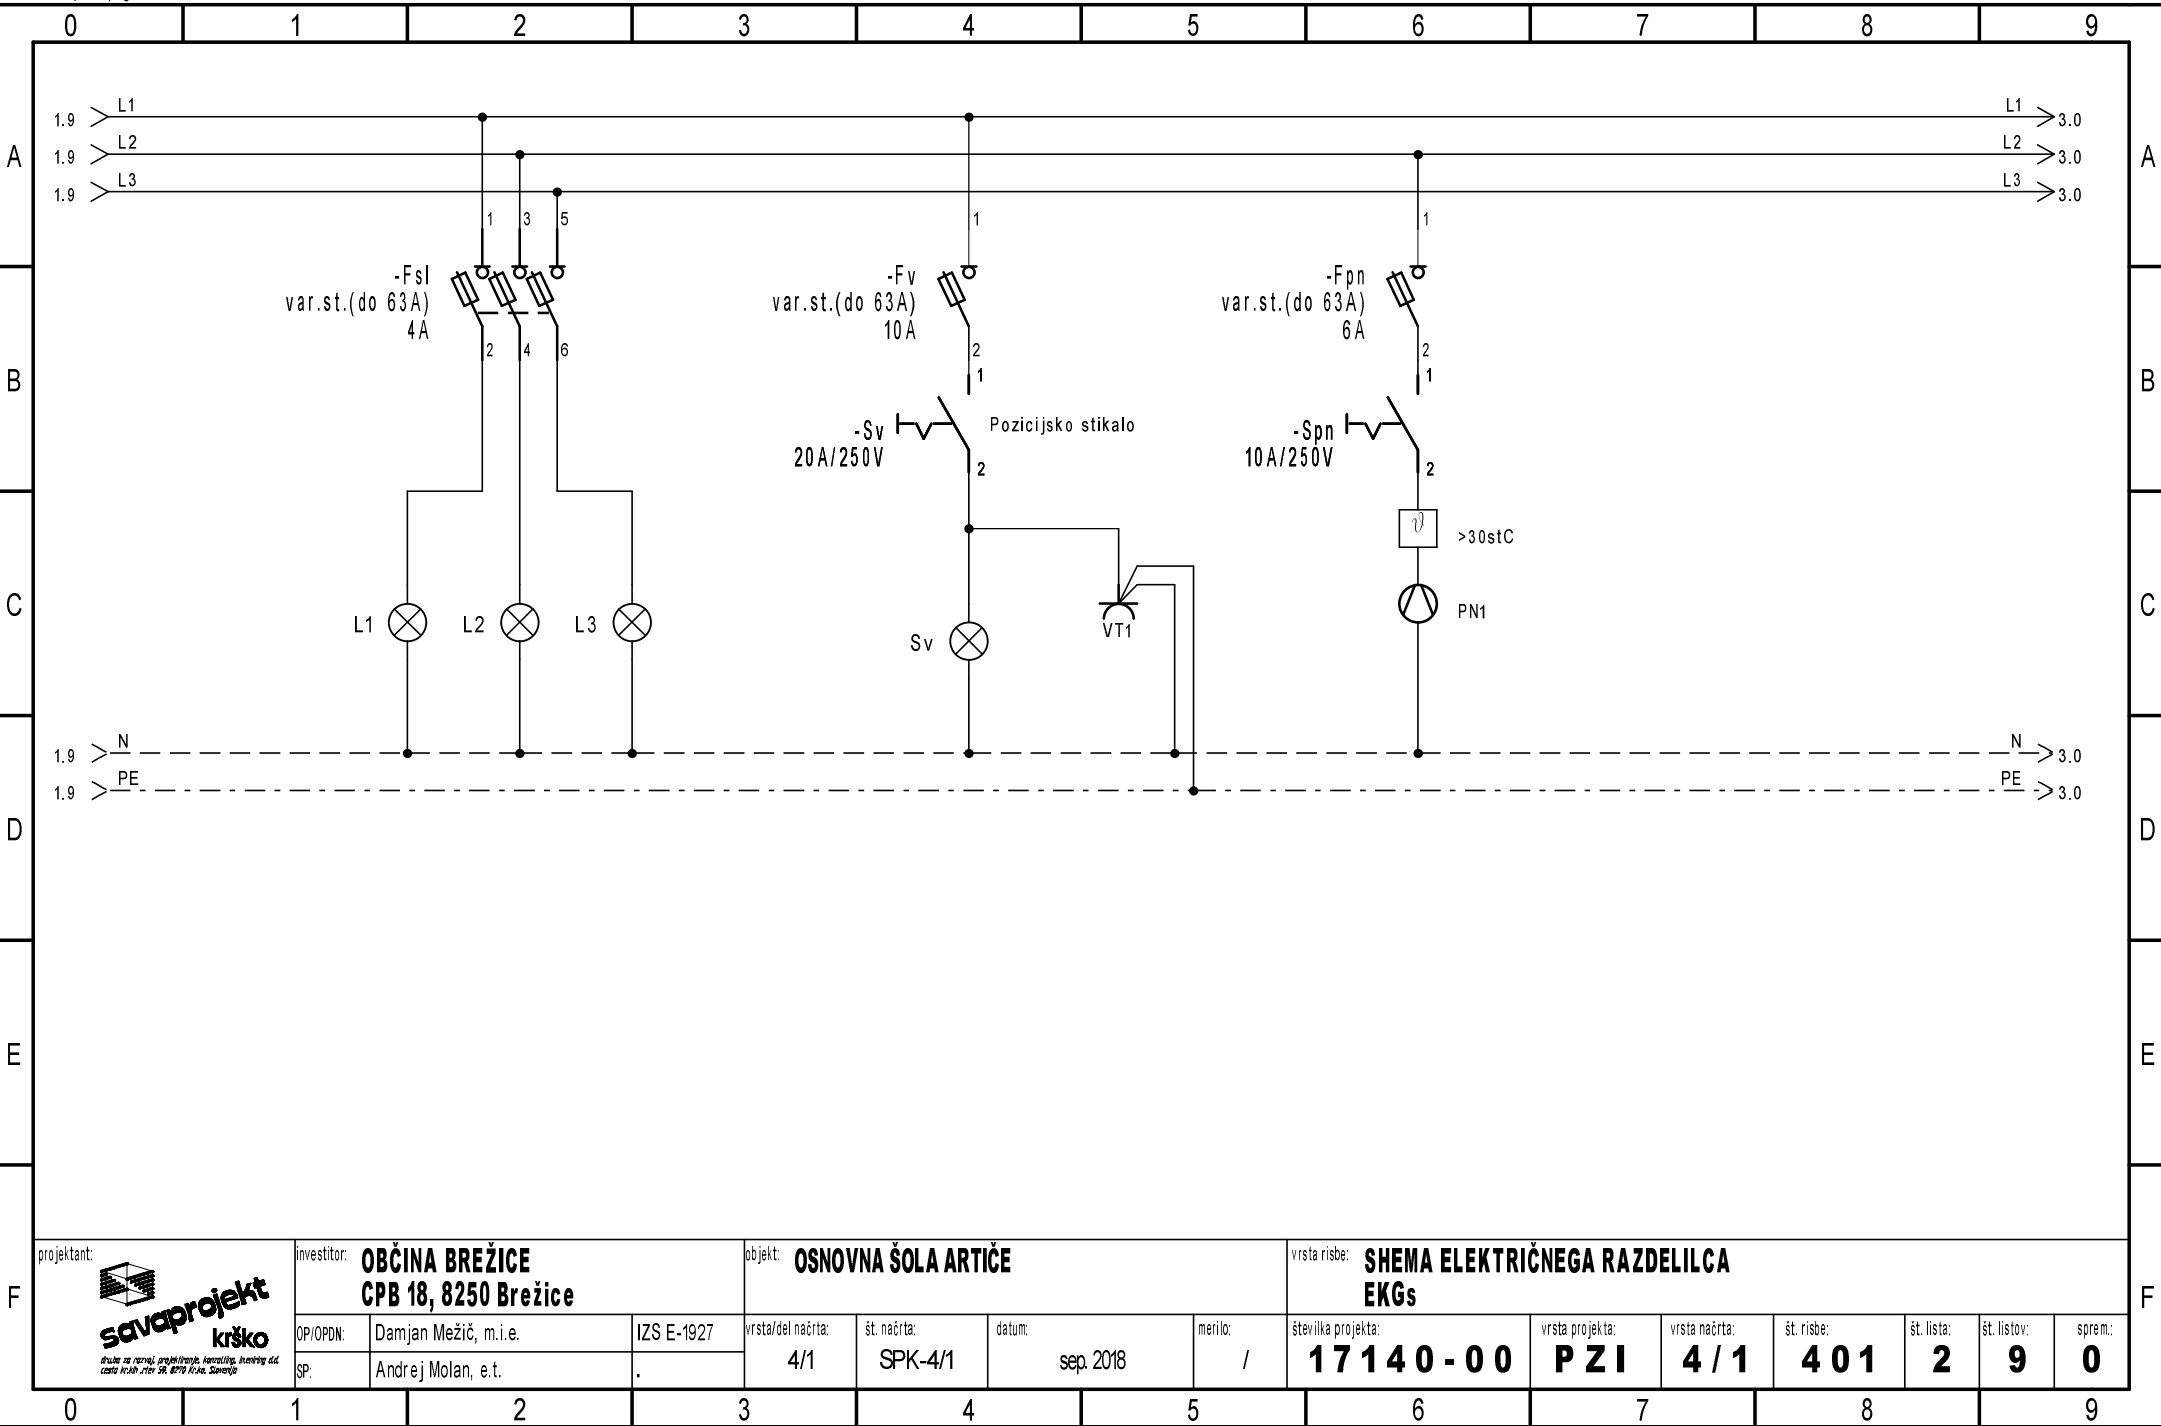 0 1 2 3 4 5 6 7 8 9
L1 L1
1.9 3.0
L2 L2
A 1.9 3.0 A
L3 L3
1.9 3.0
1 3 5 1 1
-Fsl -Fv -Fpn
var.st.(do 63A) var.st.(do 63A) var.st.(do 63A)
4A 10A 6A
2 4 6 2 2
B 1 1 B
-Sv Pozicijsko stikalo -Spn
20A/250V 10A/250V
2 2
ϑ >30stC
C C
L1 L2 L3 Sv VT1 PN1
N N
1.9 3.0
PE PE
1.9 3.0
D D
E E
F F
projektant:
savaprojekt
krško
investitor: OBČINA BREŽICE
CPB 18, 8250 Brežice
objekt: OSNOVNA ŠOLA ARTIČE
vrsta risbe: SHEMA ELEKTRIČNEGA RAZDELILCA
EKGs
OP/OPDN: Damjan Mežič, m.i.e. IZS E-1927
SP: Andrej Molan, e.t. .
vrsta/del načrta: 4/1
št. načrta: SPK-4/1
datum: sep. 2018
merilo: /
številka projekta: 17140-00
vrsta projekta: PZI
vrsta načrta: 4/1
št. risbe: 401
št. lista: 2
št. listov: 9
sprem.: 0
0 1 2 3 4 5 6 7 8 9